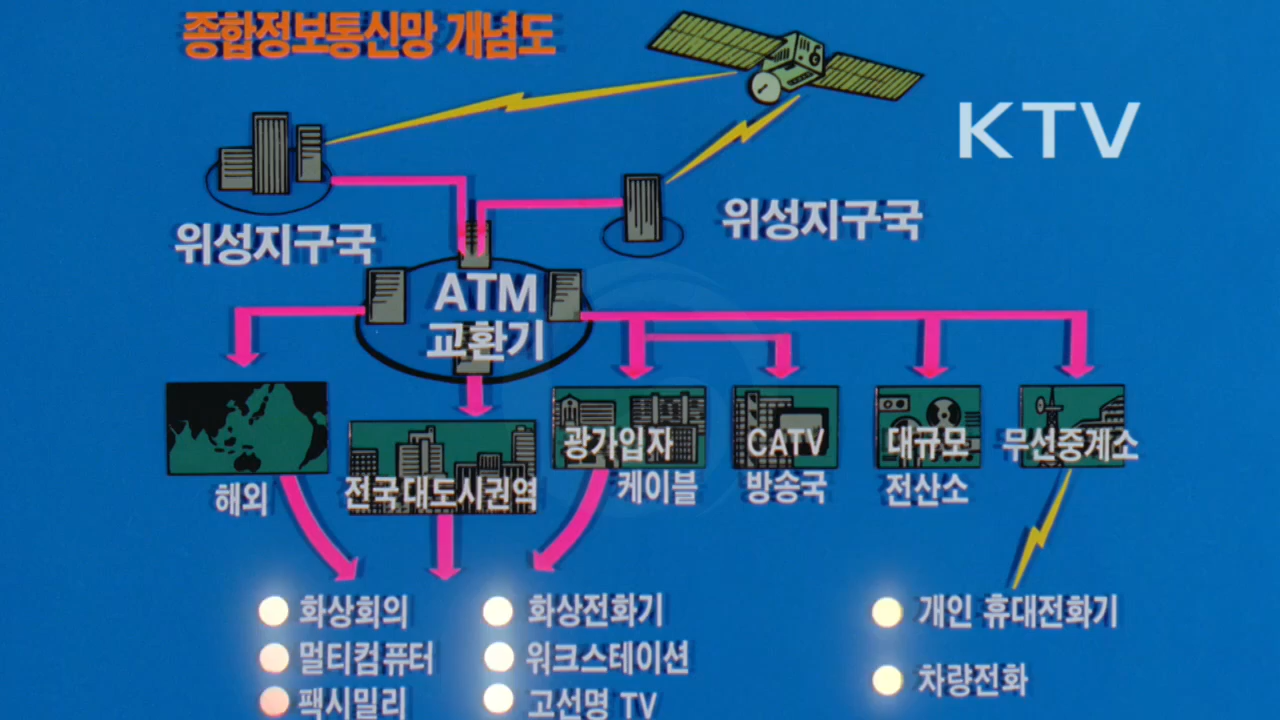 종합정보통신망 개념도
KTV
위성지구국
위성지구국
ATM
교환기
해외
전국대도시권역
광가입자
케이블
CATV
방송국
대규모
전산소
무선중계소
화상회의
멀티컴퓨터
팩시밀리
화상전화기
워크스테이션
고선명 TV
개인 휴대전화기
차량전화